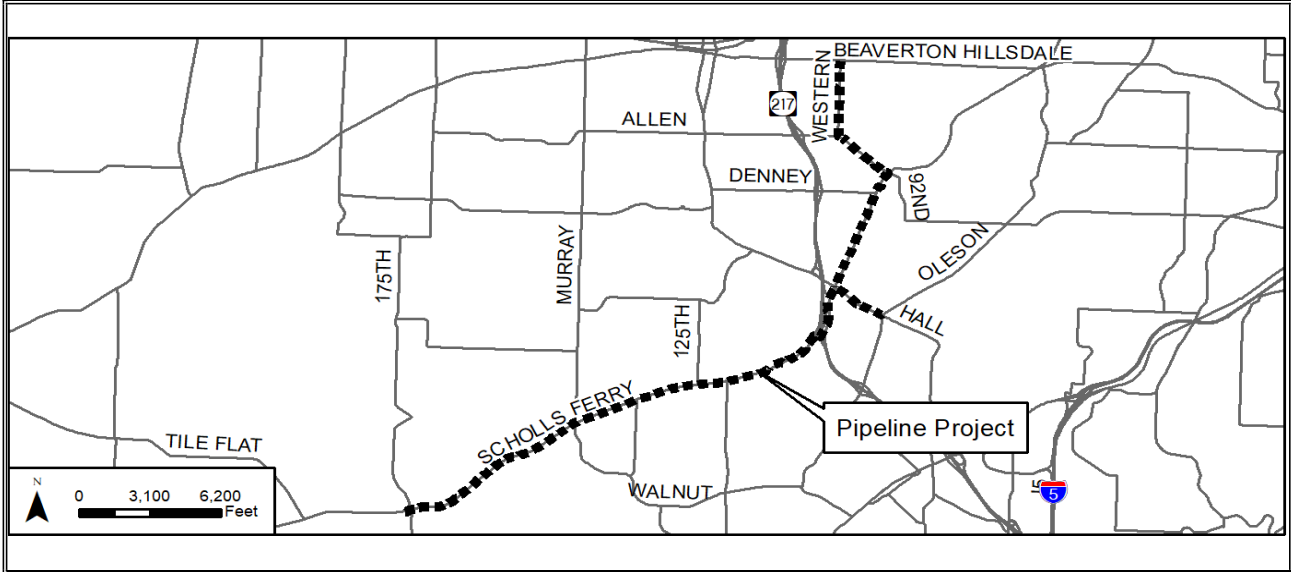 BEAVERTON HILLSDALE
WESTERN
217
ALLEN
DENNEY
92ND
OLESON
MURRAY
175TH
125TH
HALL
SCHOLLS FERRY
Pipeline Project
TILE FLAT
WALNUT
N
0 3,100 6,200
Feet
I5
5